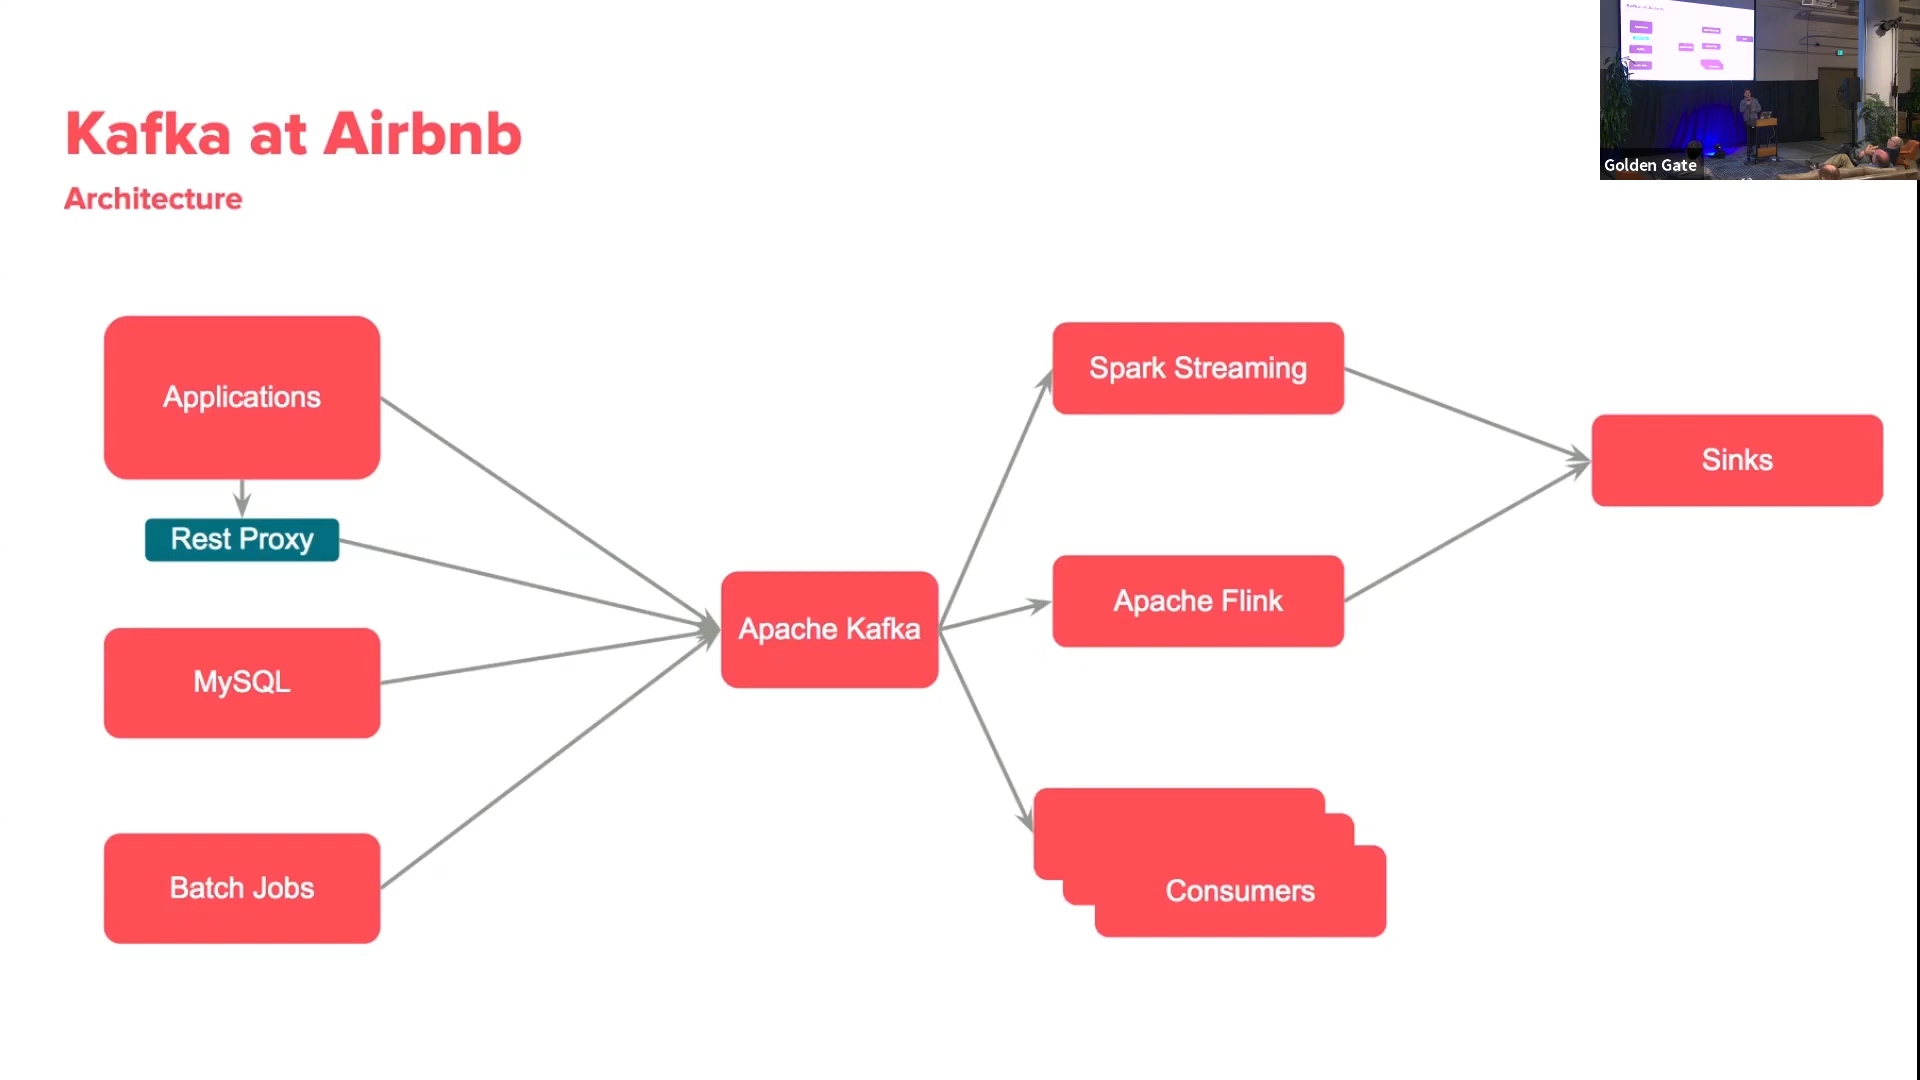 Kafka at Airbnb
Architecture
Golden Gate
Applications
Rest Proxy
MySQL
Batch Jobs
Apache Kafka
Spark Streaming
Apache Flink
Consumers
Sinks